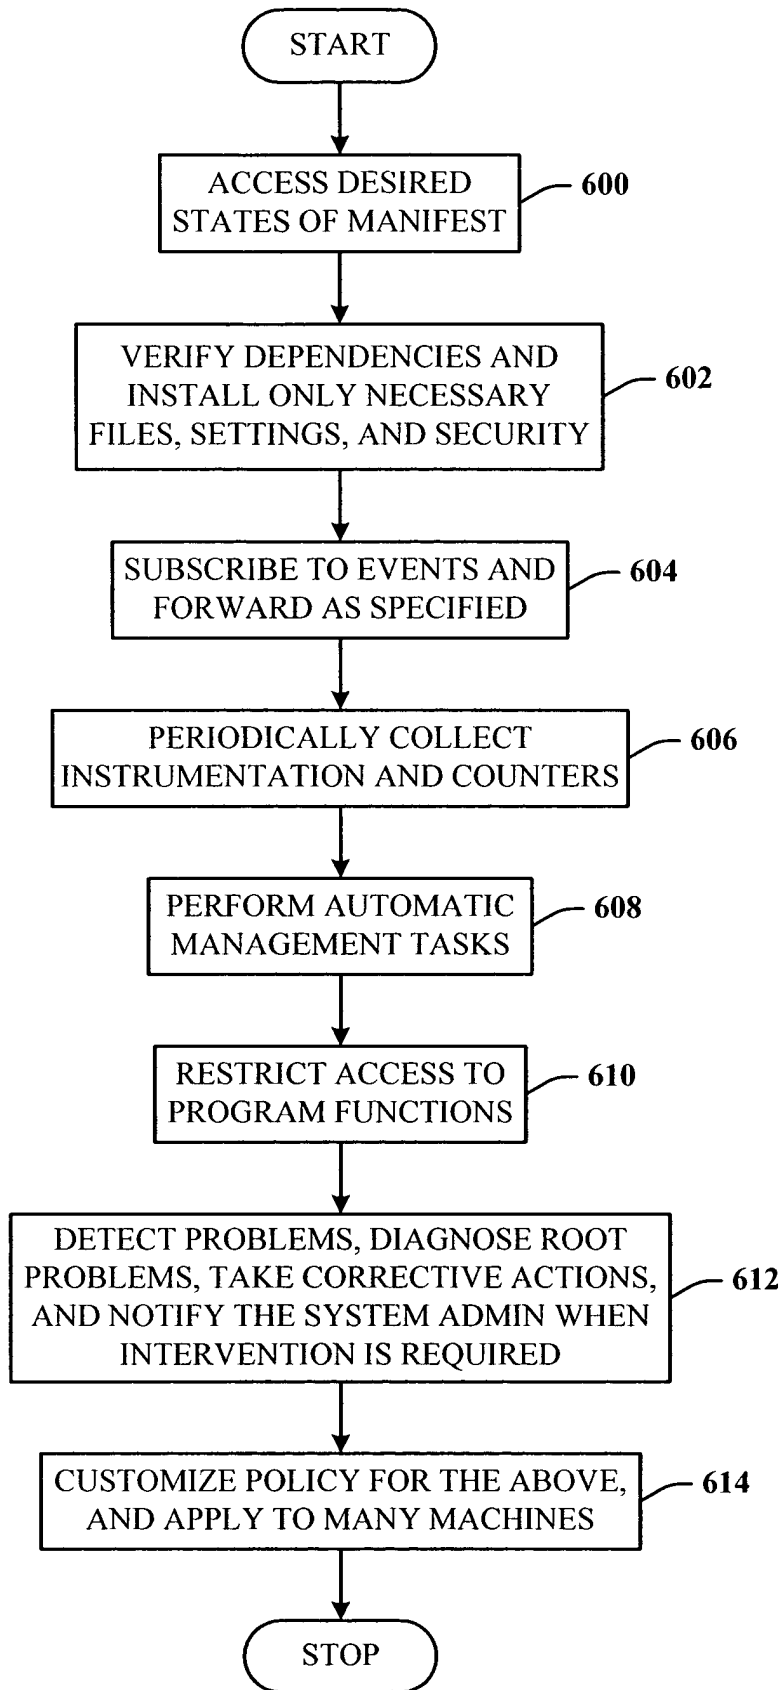 START
ACCESS DESIRED
STATES OF MANIFEST
600
VERIFY DEPENDENCIES AND
INSTALL ONLY NECESSARY
FILES, SETTINGS, AND SECURITY
602
SUBSCRIBE TO EVENTS AND
FORWARD AS SPECIFIED
604
PERIODICALLY COLLECT
INSTRUMENTATION AND COUNTERS
606
PERFORM AUTOMATIC
MANAGEMENT TASKS
608
RESTRICT ACCESS TO
PROGRAM FUNCTIONS
610
DETECT PROBLEMS, DIAGNOSE ROOT
PROBLEMS, TAKE CORRECTIVE ACTIONS,
AND NOTIFY THE SYSTEM ADMIN WHEN
INTERVENTION IS REQUIRED
612
CUSTOMIZE POLICY FOR THE ABOVE,
AND APPLY TO MANY MACHINES
614
STOP